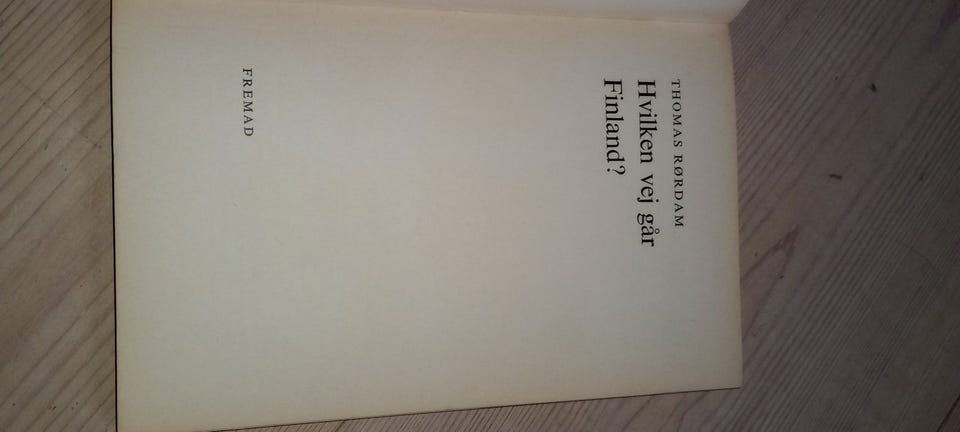 THOMAS RØRDAM
Hvilken vej går
Finland?
FREMAD